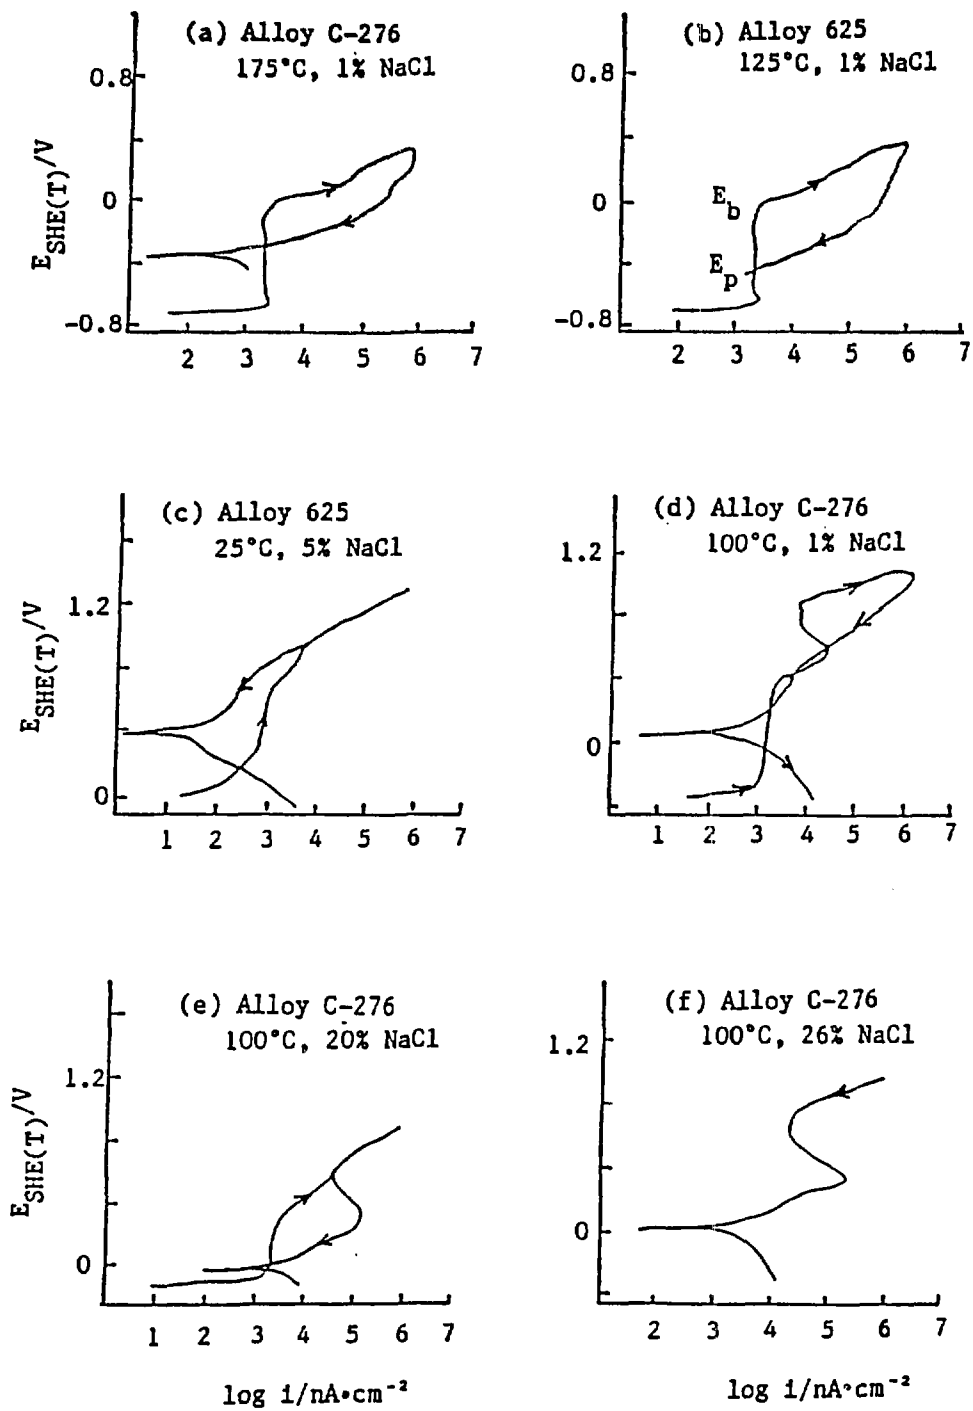 (a) Alloy C-276
175°C, 1% NaCl
0.8
0
-0.8
E_SHE(T)/V
2 3 4 5 6 7
(b) Alloy 625
125°C, 1% NaCl
0.8
0
-0.8
E_b
E_p
2 3 4 5 6 7
(c) Alloy 625
25°C, 5% NaCl
1.2
0
E_SHE(T)/V
1 2 3 4 5 6 7
(d) Alloy C-276
100°C, 1% NaCl
1.2
0
1 2 3 4 5 6 7
(e) Alloy C-276
100°C, 20% NaCl
1.2
0
E_SHE(T)/V
1 2 3 4 5 6 7
log i/nA·cm⁻²
(f) Alloy C-276
100°C, 26% NaCl
1.2
0
2 3 4 5 6 7
log i/nA·cm⁻²